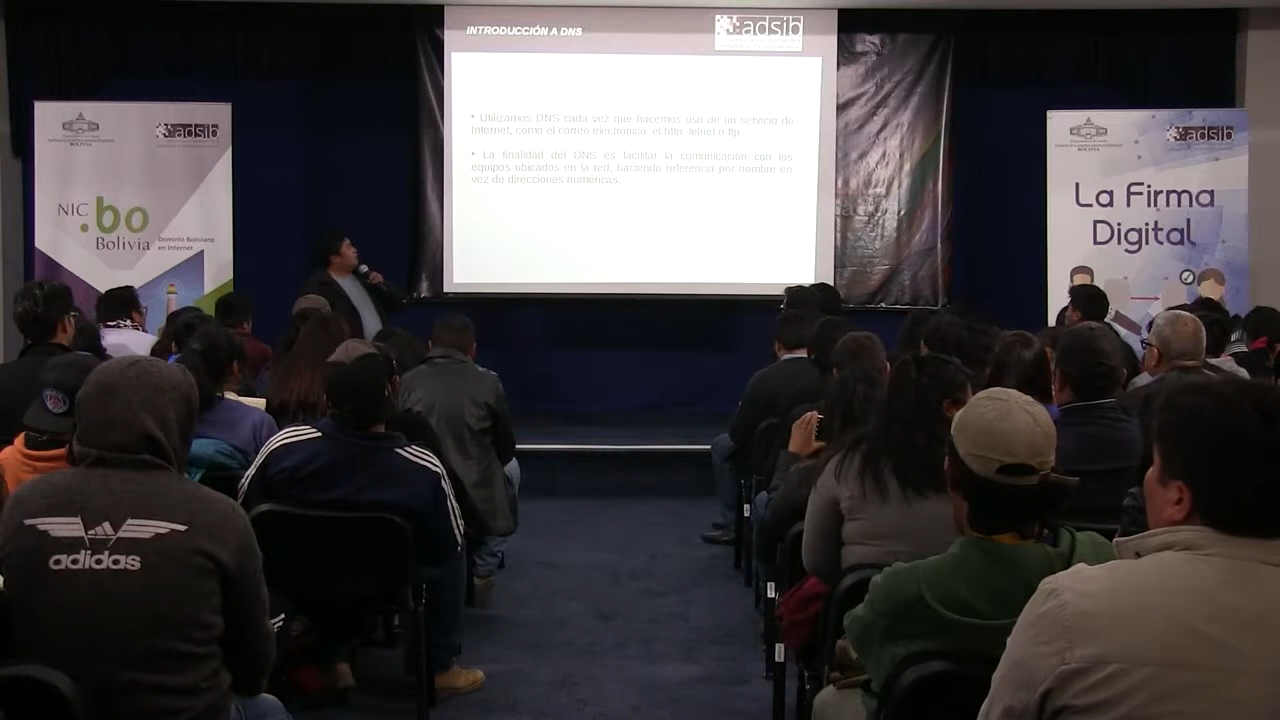 INTRODUCCIÓN A DNS
adsib
• Utilizamos DNS cada vez que hacemos uso de un servicio de
Internet, como el correo electrónico, el http, telnet o ftp
• La finalidad del DNS es facilitar la comunicación con los
equipos ubicados en la red, haciendo referencia por nombre en
vez de direcciones numéricas.
BOLIVIA
adsib
NIC
.bo
Bolivia
Dominio Boliviano
en Internet
BOLIVIA
adsib
La Firma
Digital
adidas